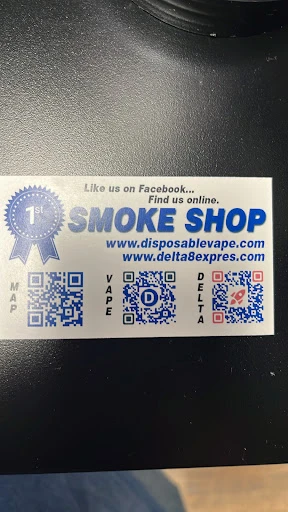 Like us on Facebook...
Find us online.
1st
SMOKE SHOP
www.disposablevape.com
www.delta8expres.com
MAP
VAPE
D
DELTA